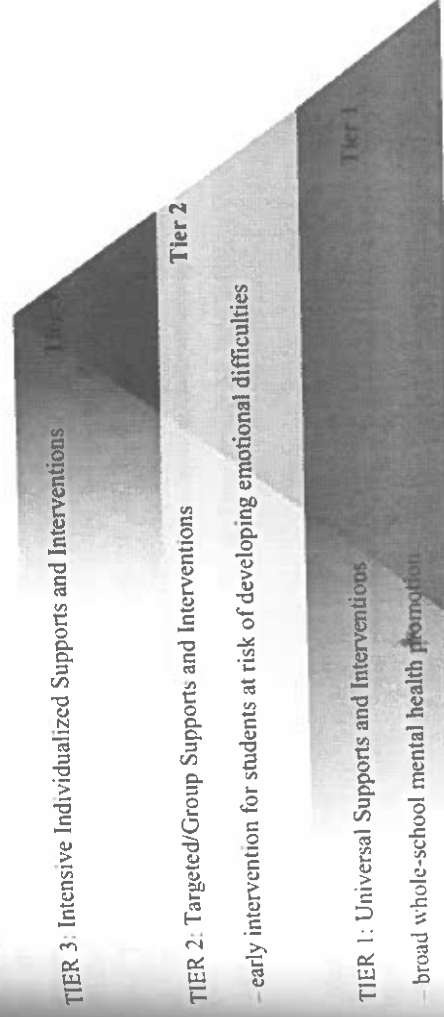 TIER 3: Intensive Individualized Supports and Interventions
Tier 3
TIER 2: Targeted/Group Supports and Interventions
Tier 2
– early intervention for students at risk of developing emotional difficulties
TIER 1: Universal Supports and Interventions
Tier 1
– broad whole-school mental health promotion